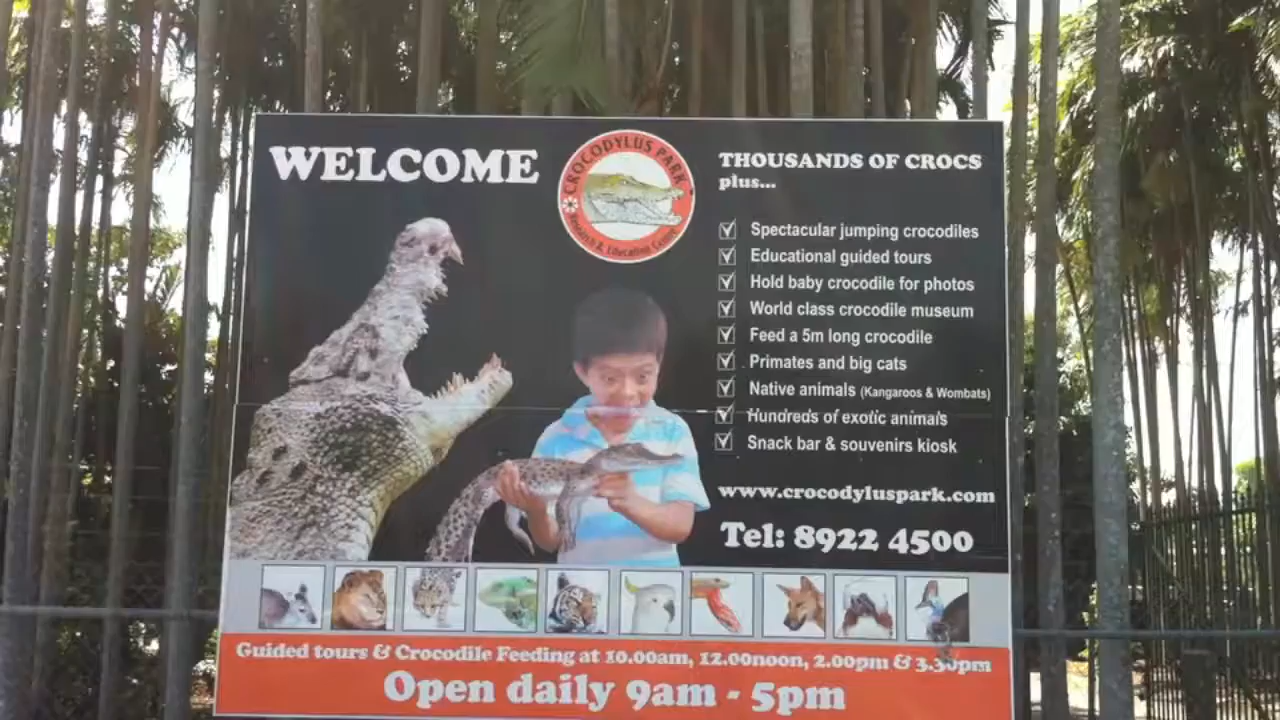 WELCOME
CROCODYLUS PARK
Research & Education Centre
THOUSANDS OF CROCS
plus...
Spectacular jumping crocodiles
Educational guided tours
Hold baby crocodile for photos
World class crocodile museum
Feed a 5m long crocodile
Primates and big cats
Native animals (Kangaroos & Wombats)
Hundreds of exotic animals
Snack bar & souvenirs kiosk
www.crocodyluspark.com
Tel: 8922 4500
Guided tours & Crocodile Feeding at 10.00am, 12.00noon, 2.00pm & 3.30pm
Open daily 9am - 5pm